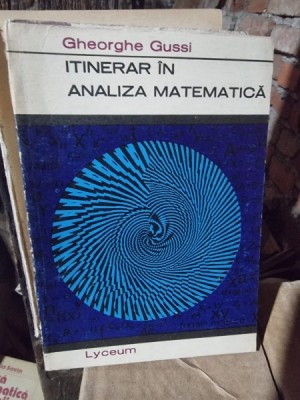 Gheorghe Gussi
ITINERAR ÎN
ANALIZA MATEMATICĂ
Lyceum